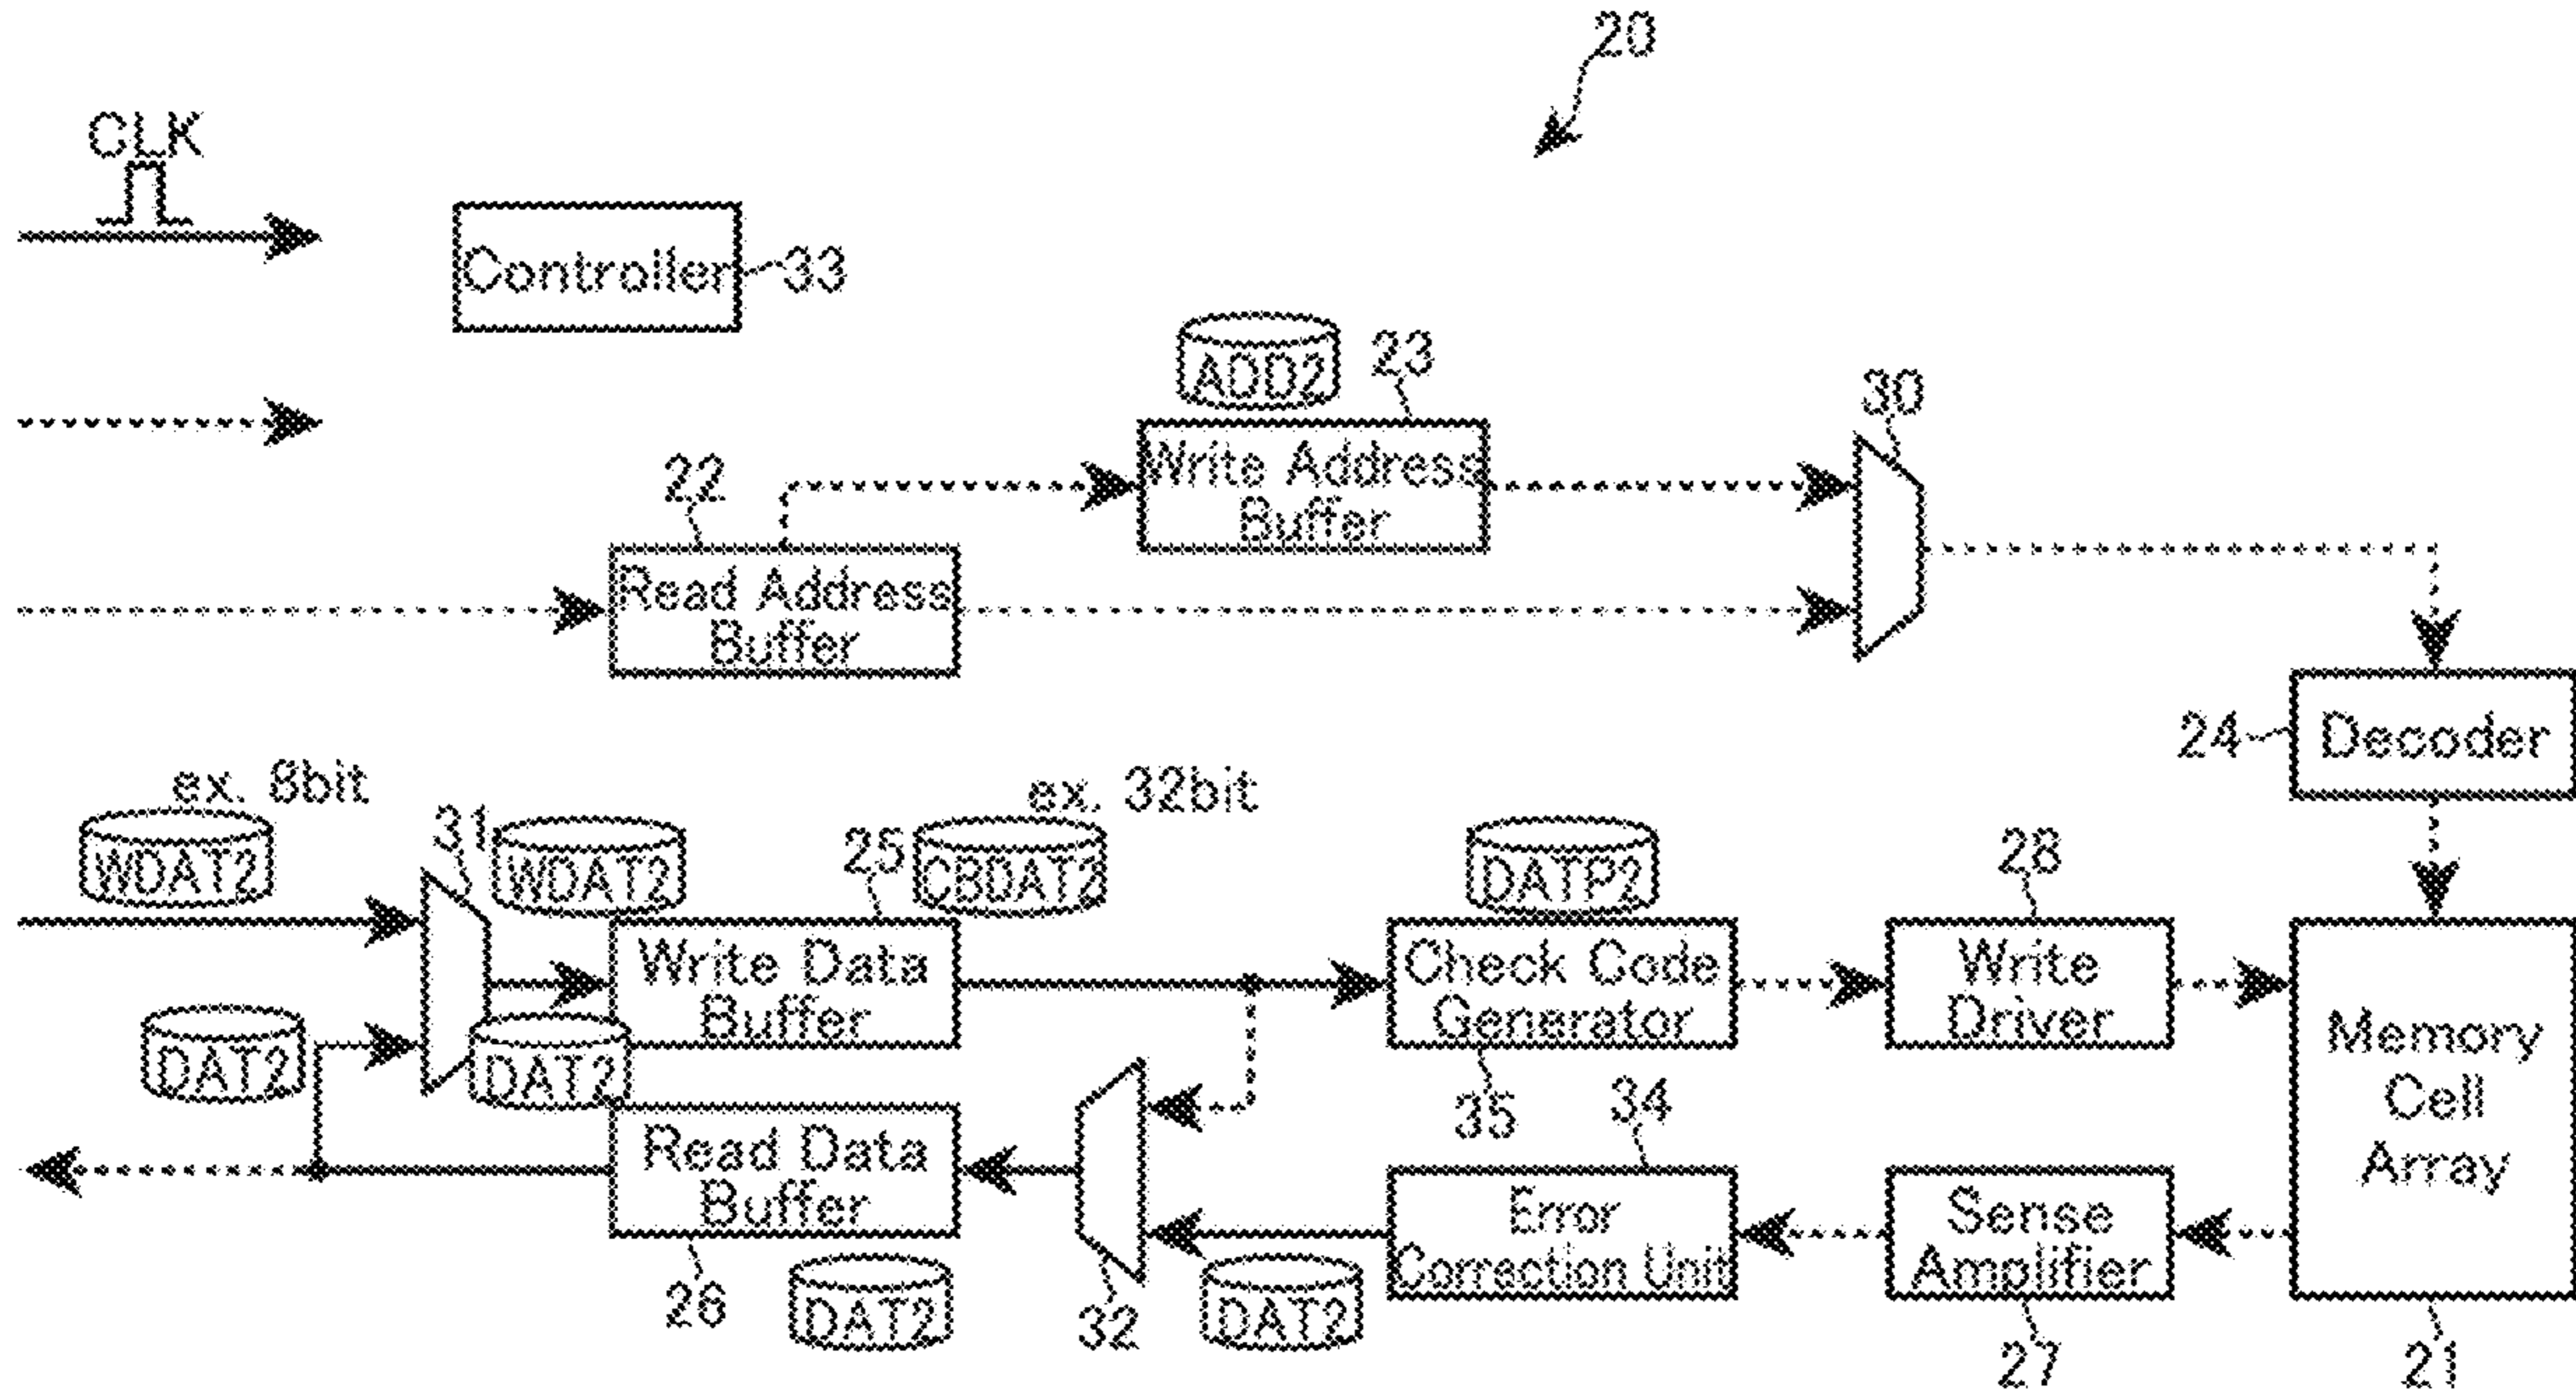 20
CLK
Controller
33
ADD2
23
30
22
Write Address
Buffer
Read Address
Buffer
24
Decoder
ex. 8bit
ex. 32bit
WDAT2
31
WDAT2
25
CBDAT2
DATP2
28
Write Data
Buffer
Check Code
Generator
Write
Driver
Memory
Cell
Array
DAT2
DAT2
35
34
Read Data
Buffer
Error
Correction Unit
Sense
Amplifier
26
DAT2
32
DAT2
27
21